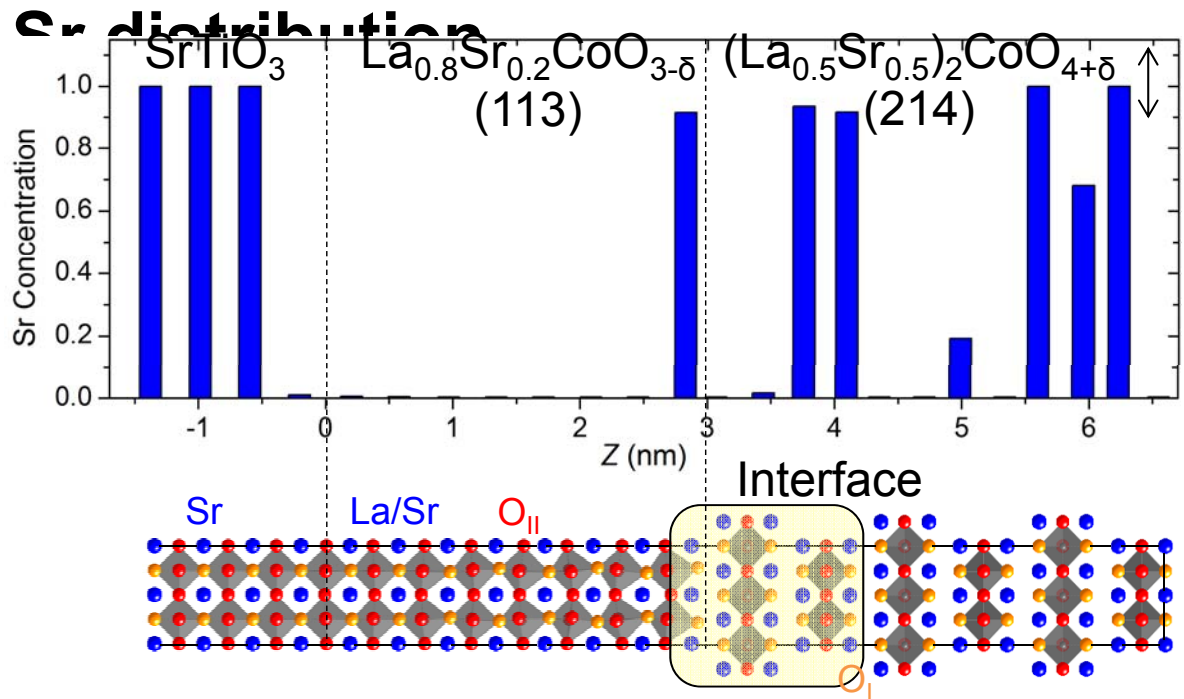 Sr distribution
SrTiO₃ La₀.₈Sr₀.₂CoO₃₋δ (La₀.₅Sr₀.₅)₂CoO₄₊δ
(113) (214)
1.0
0.8
0.6
0.4
0.2
0.0
Sr Concentration
-1 0 1 2 3 4 5 6
Z (nm)
Interface
Sr La/Sr O_II
O_I